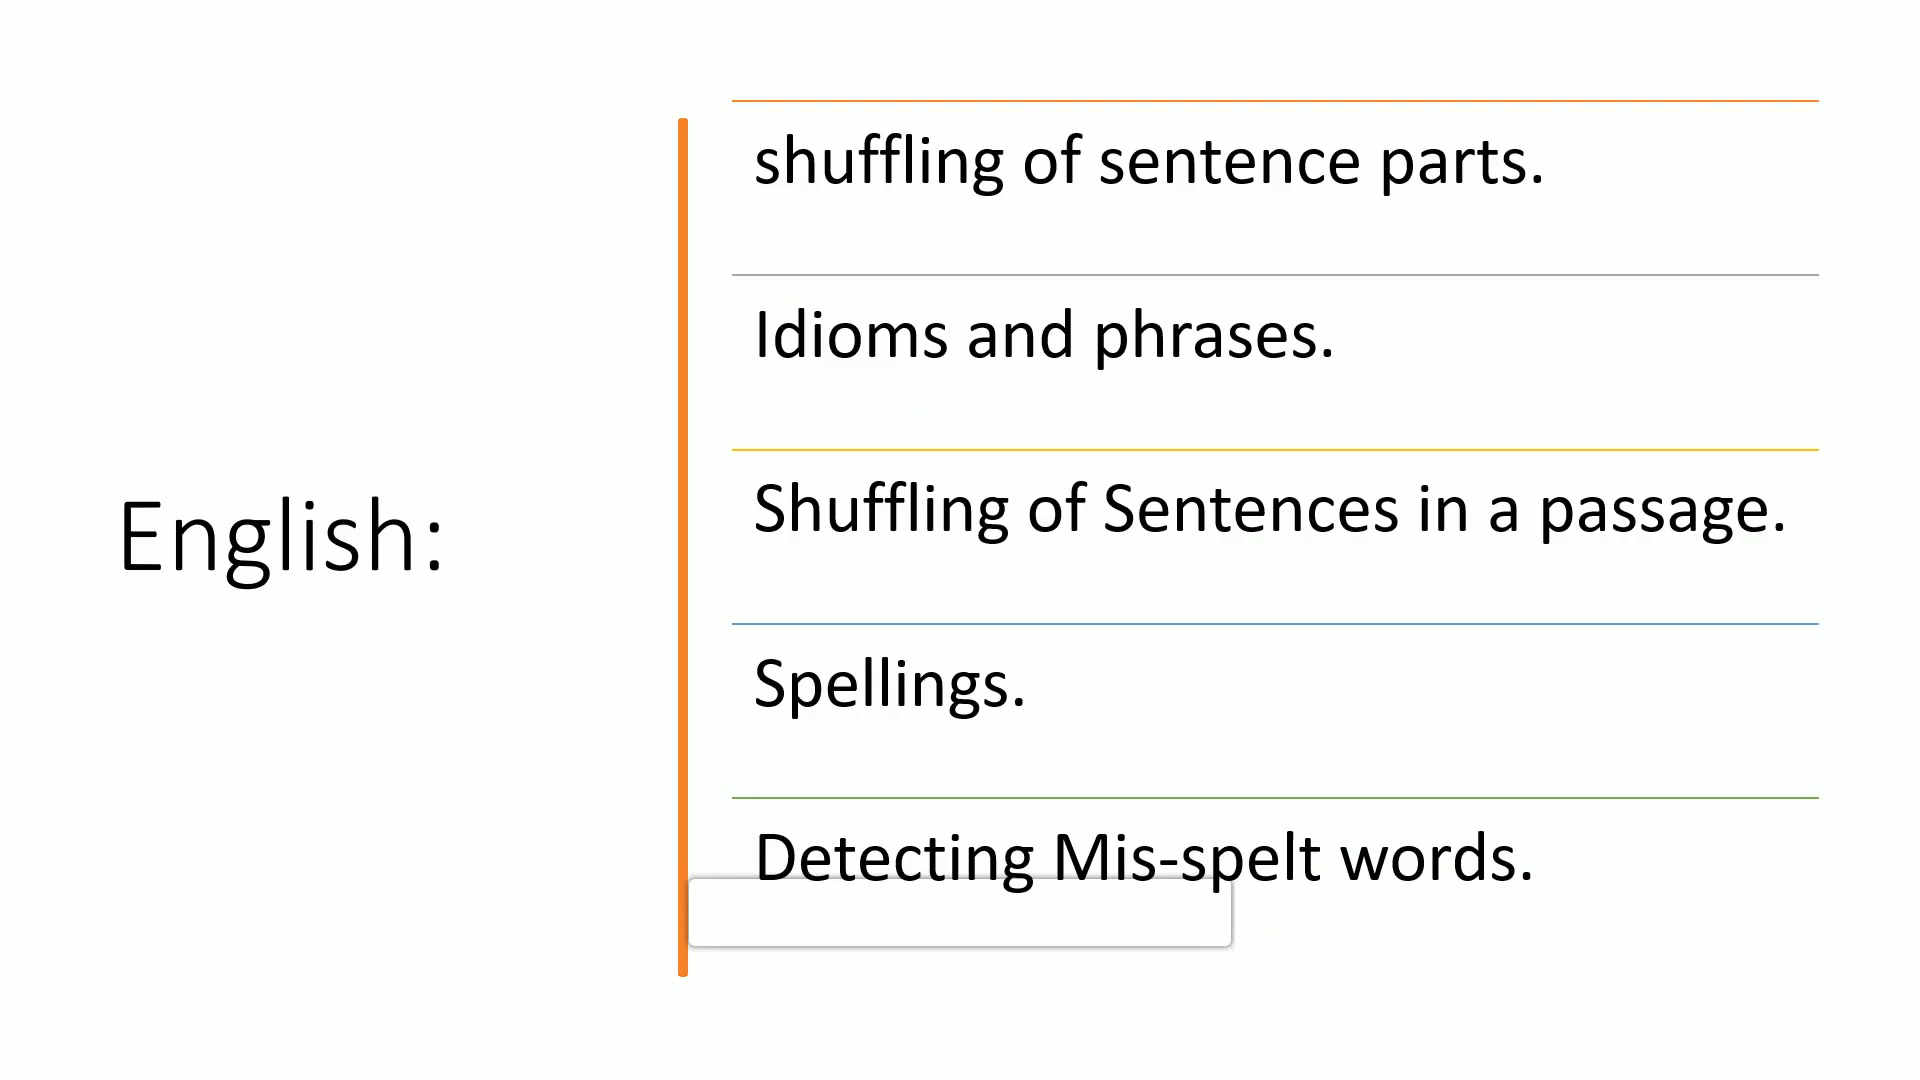 English:
shuffling of sentence parts.
Idioms and phrases.
Shuffling of Sentences in a passage.
Spellings.
Detecting Mis-spelt words.